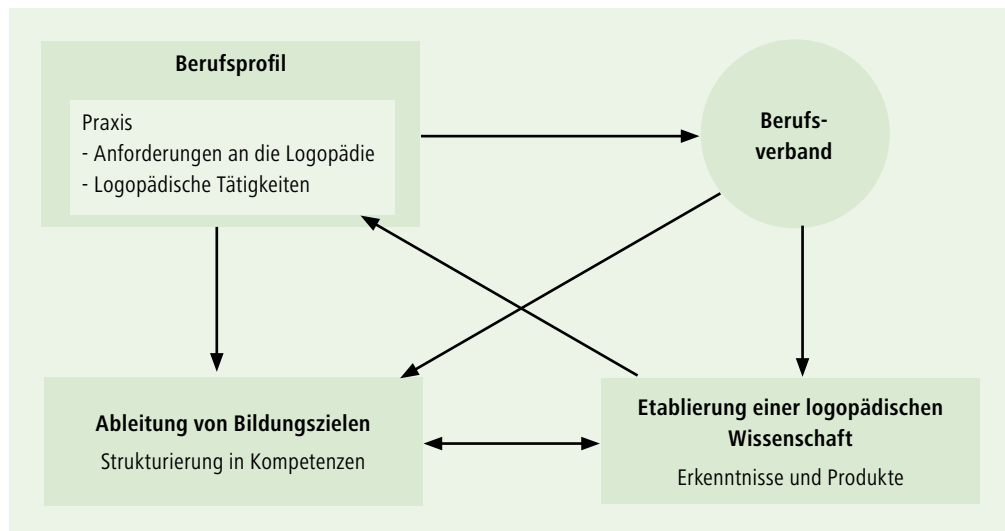 Berufsprofil
Praxis
- Anforderungen an die Logopädie
- Logopädische Tätigkeiten
Berufs-
verband
Ableitung von Bildungszielen
Strukturierung in Kompetenzen
Etablierung einer logopädischen
Wissenschaft
Erkenntnisse und Produkte